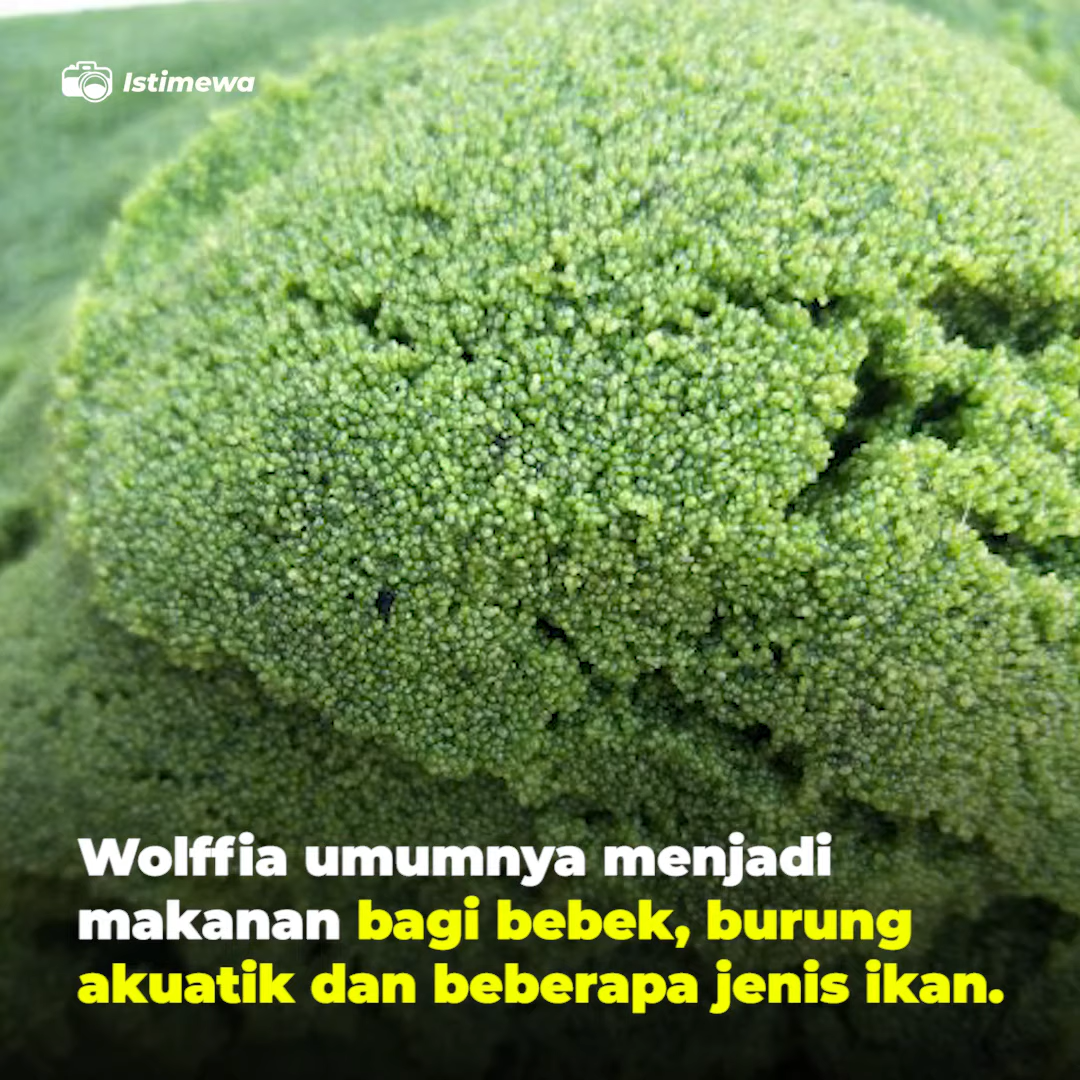 Istimewa
Wolffia umumnya menjadi
makanan bagi bebek, burung
akuatik dan beberapa jenis ikan.